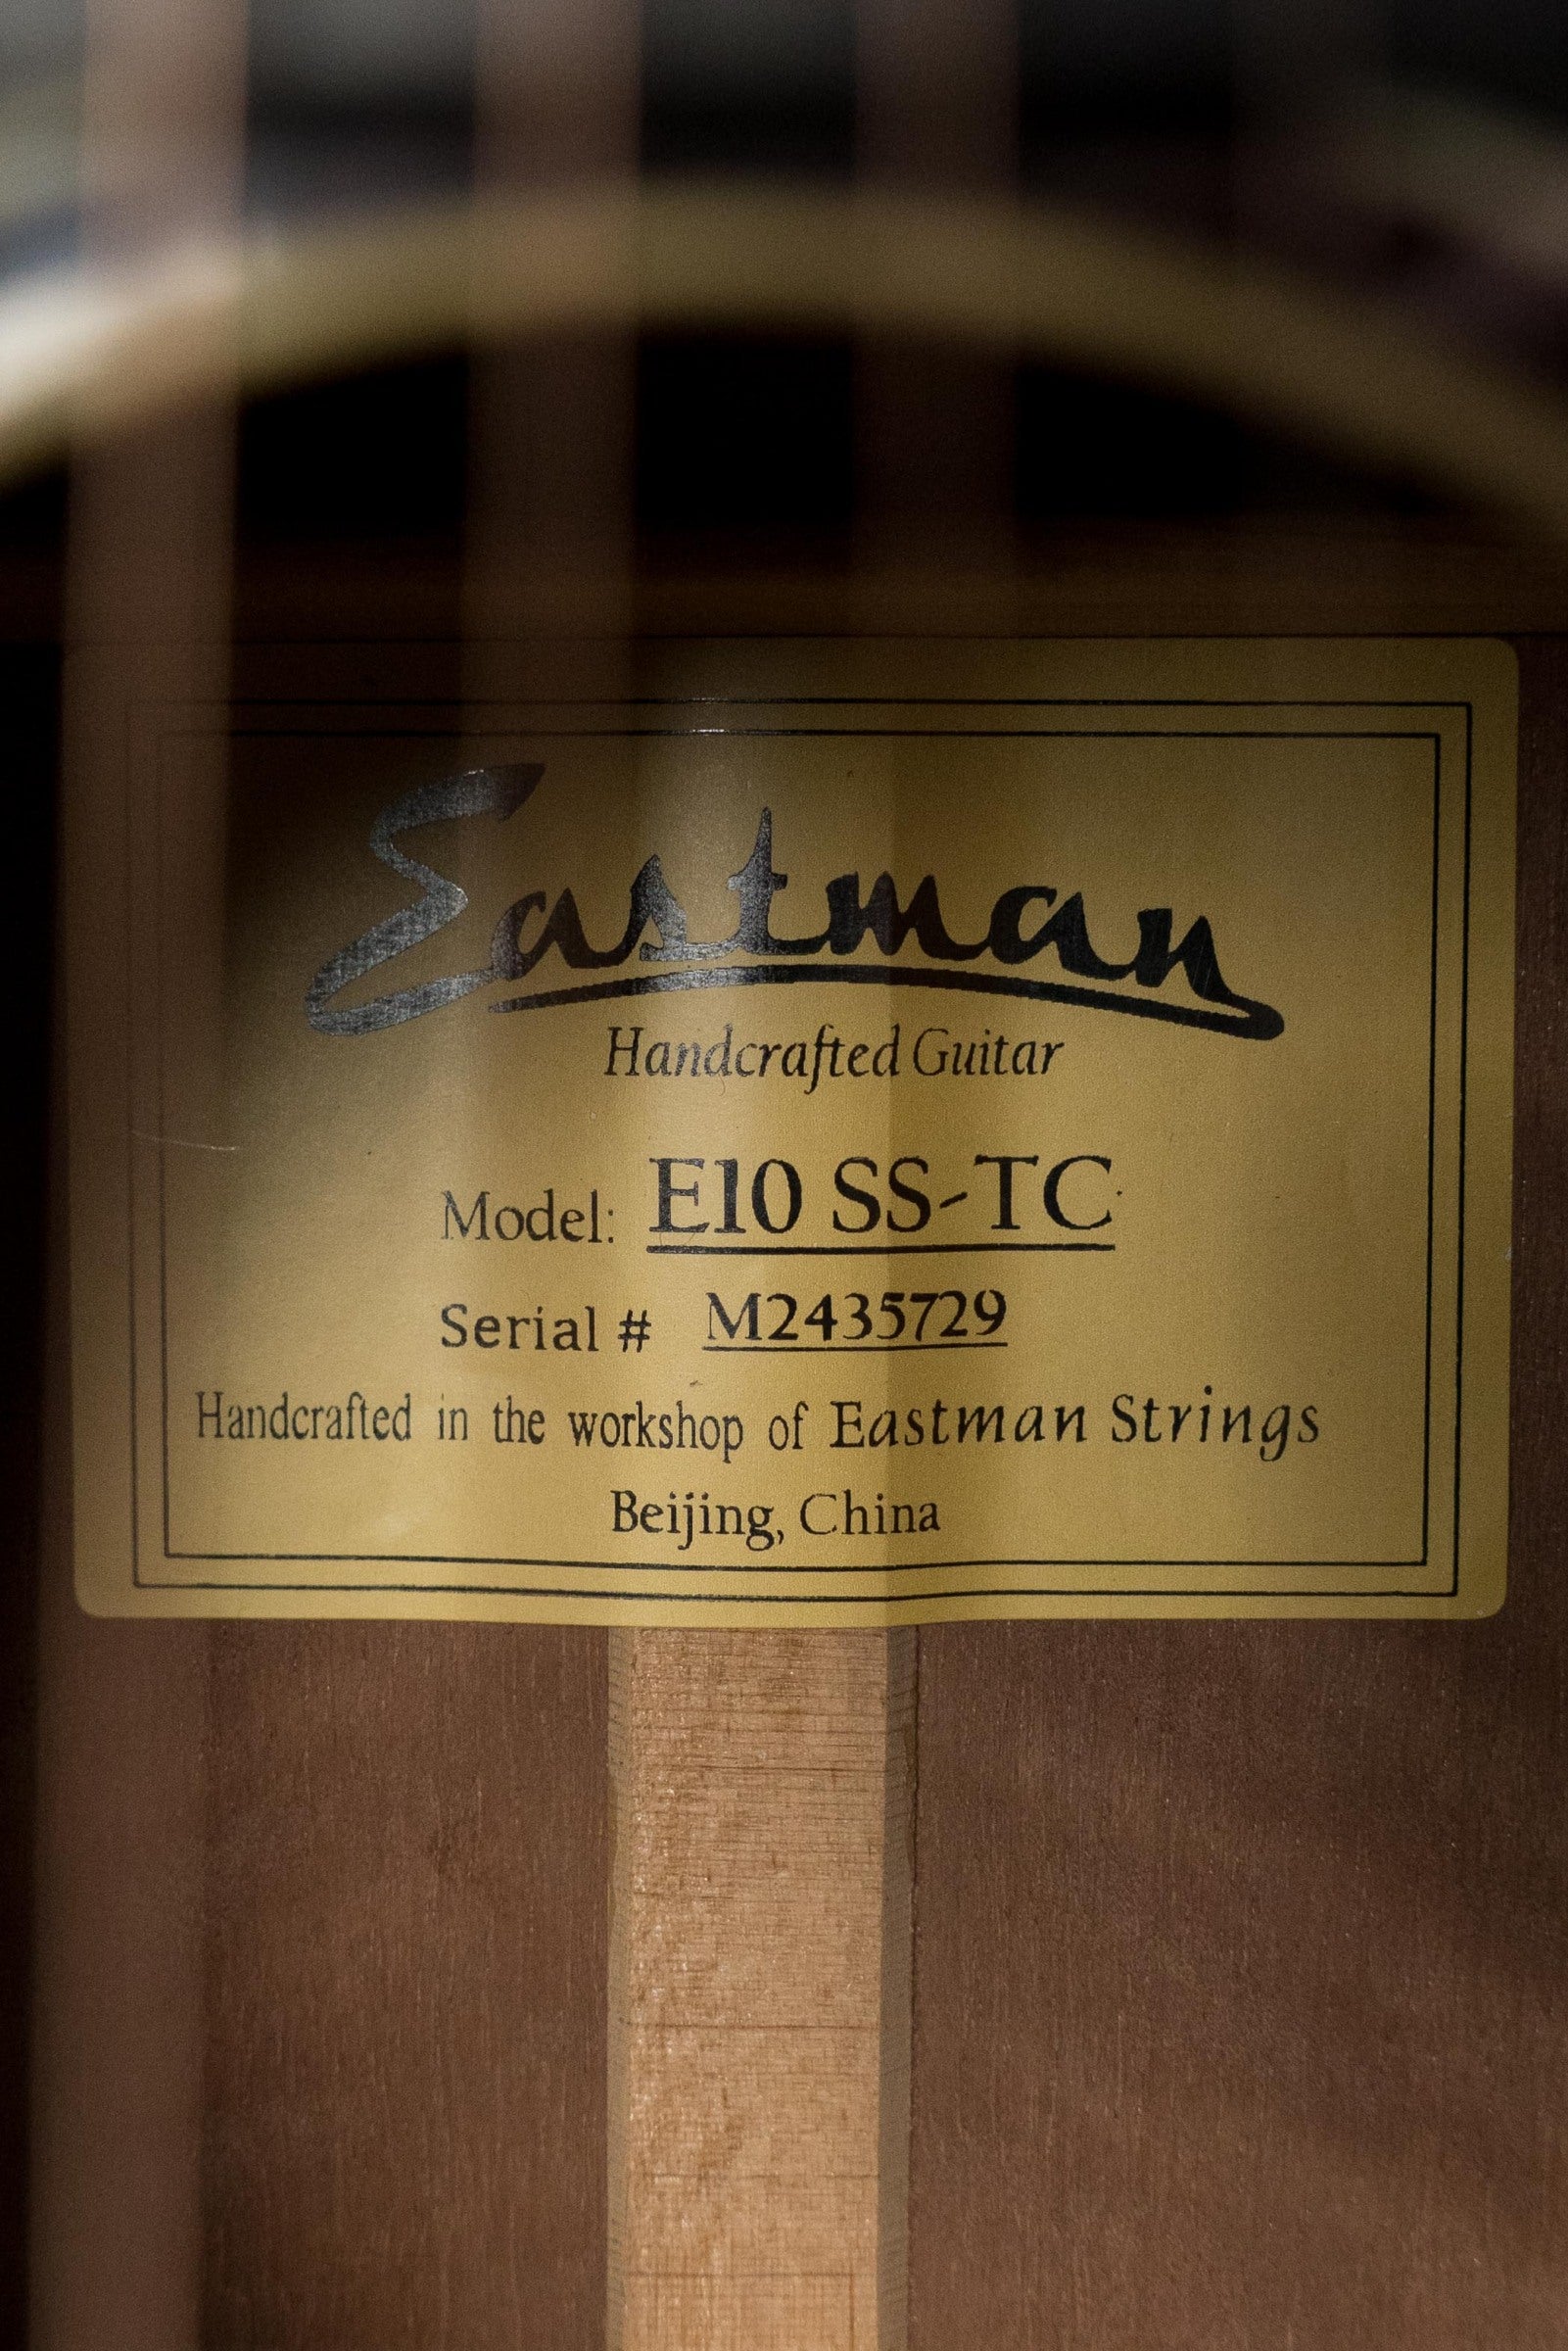 Eastman
Handcrafted Guitar
Model: E10 SS-TC
Serial # M2435729
Handcrafted in the workshop of Eastman Strings
Beijing, China